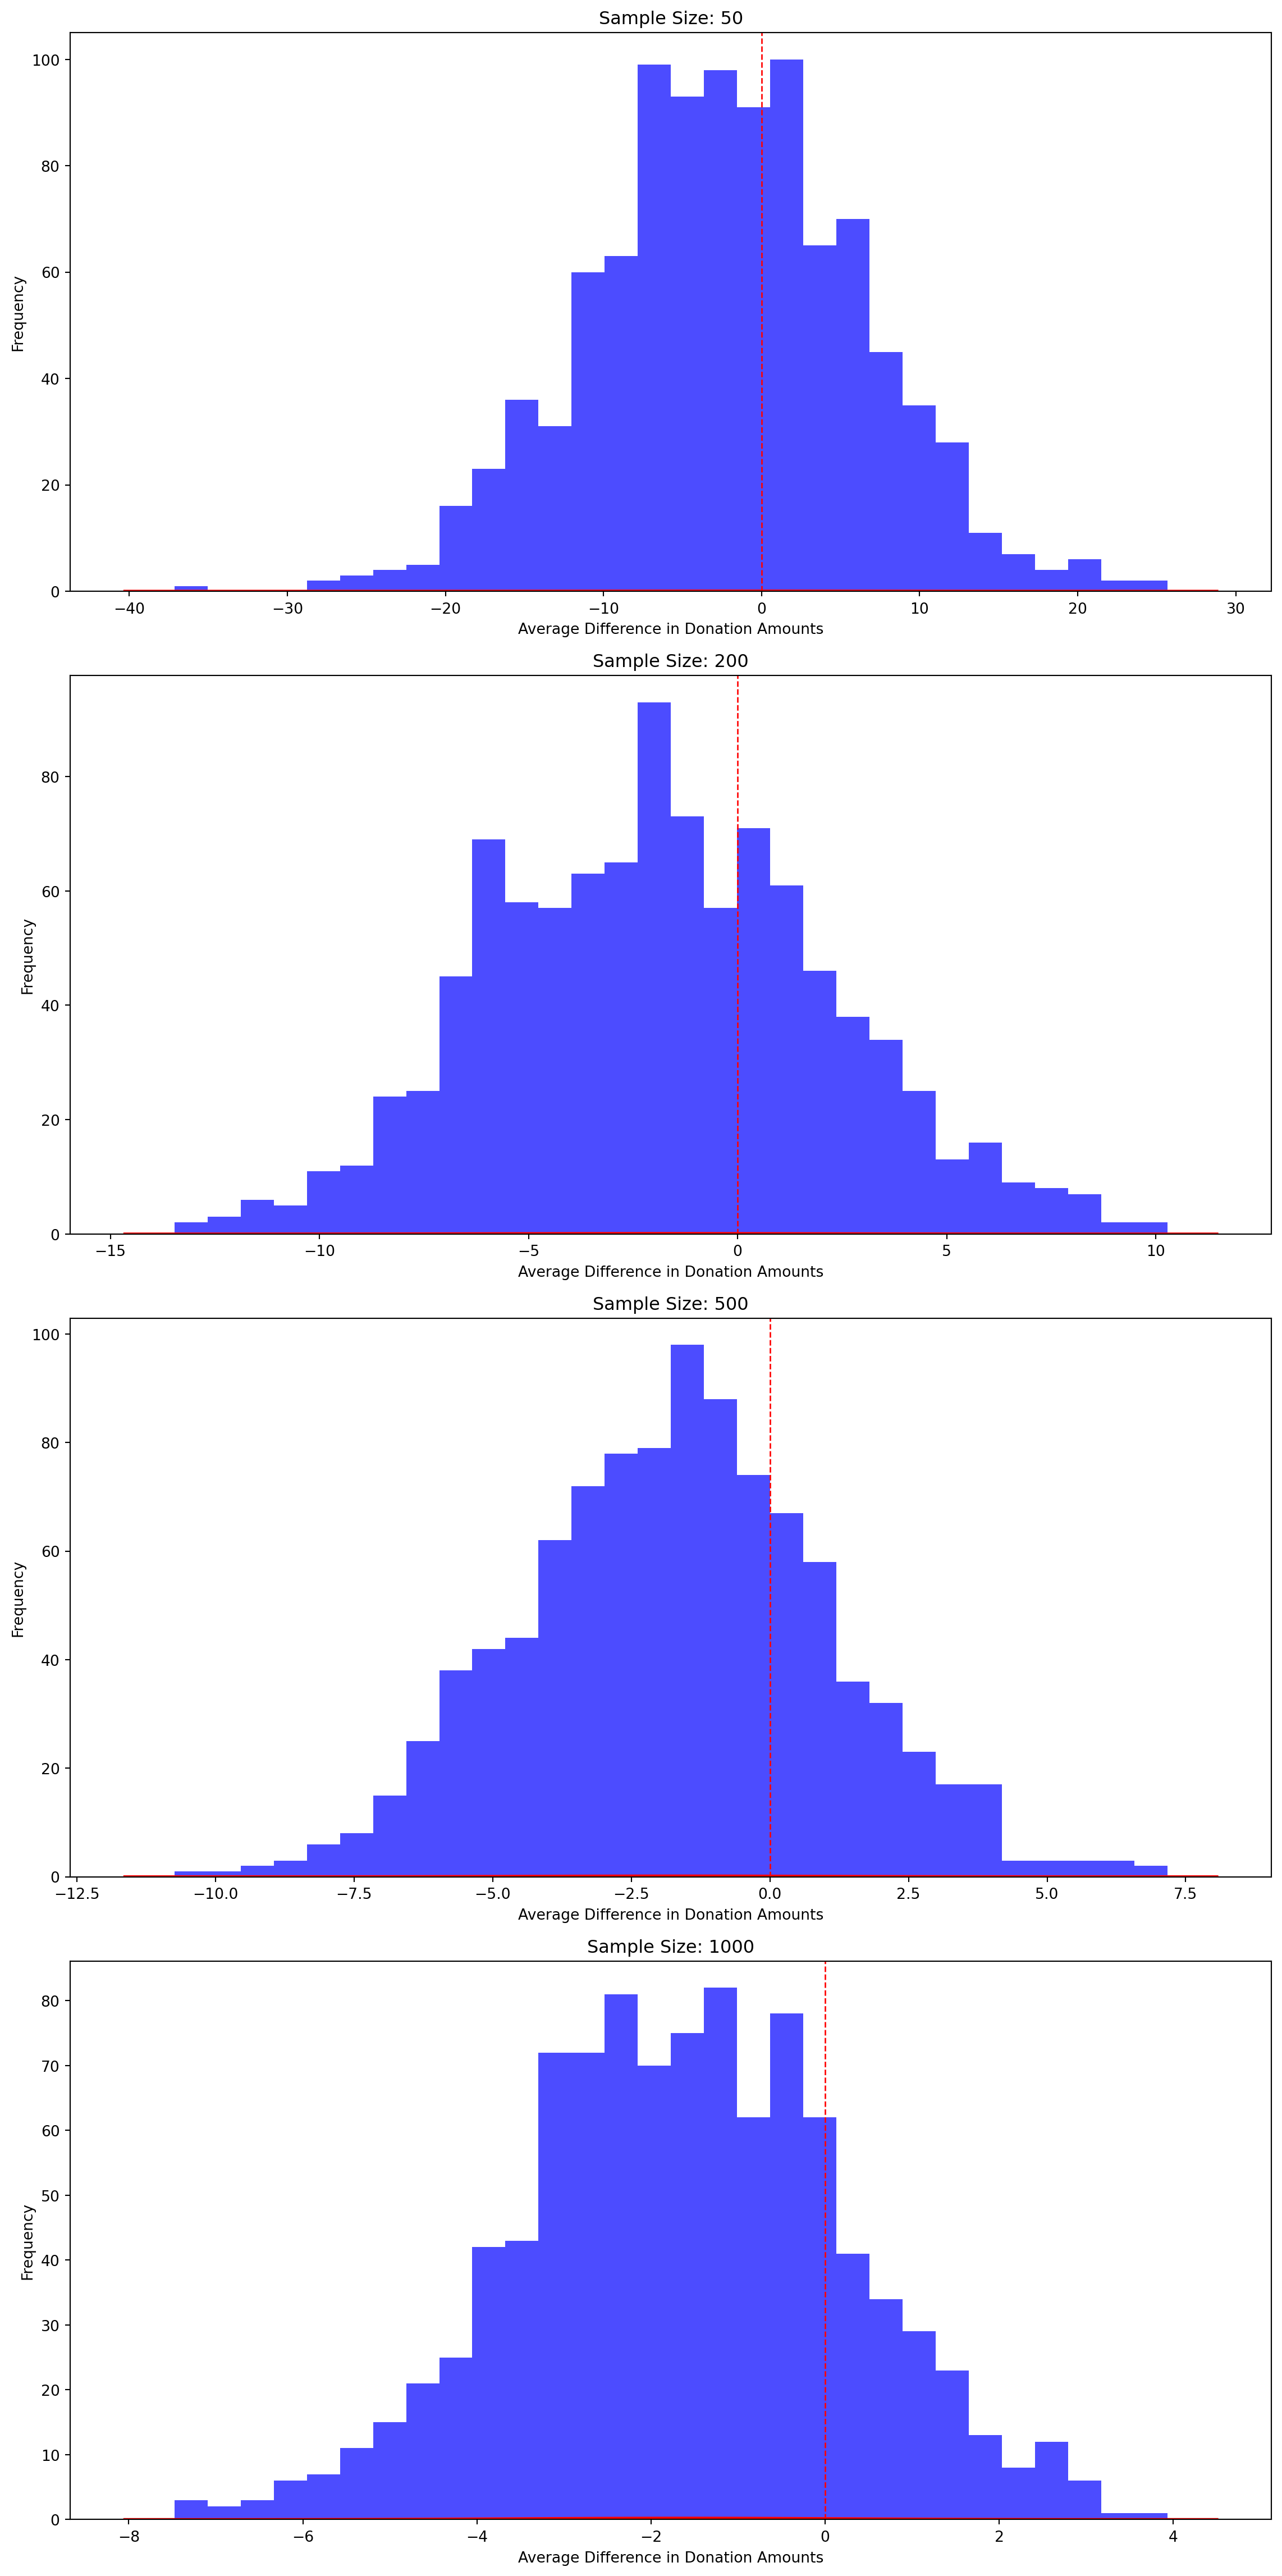 Sample Size: 50
100
80
60
40
20
0
Frequency
−40 −30 −20 −10 0 10 20 30
Average Difference in Donation Amounts
Sample Size: 200
80
60
40
20
0
Frequency
−15 −10 −5 0 5 10
Average Difference in Donation Amounts
Sample Size: 500
100
80
60
40
20
0
Frequency
−12.5 −10.0 −7.5 −5.0 −2.5 0.0 2.5 5.0 7.5
Average Difference in Donation Amounts
Sample Size: 1000
80
70
60
50
40
30
20
10
0
Frequency
−8 −6 −4 −2 0 2 4
Average Difference in Donation Amounts